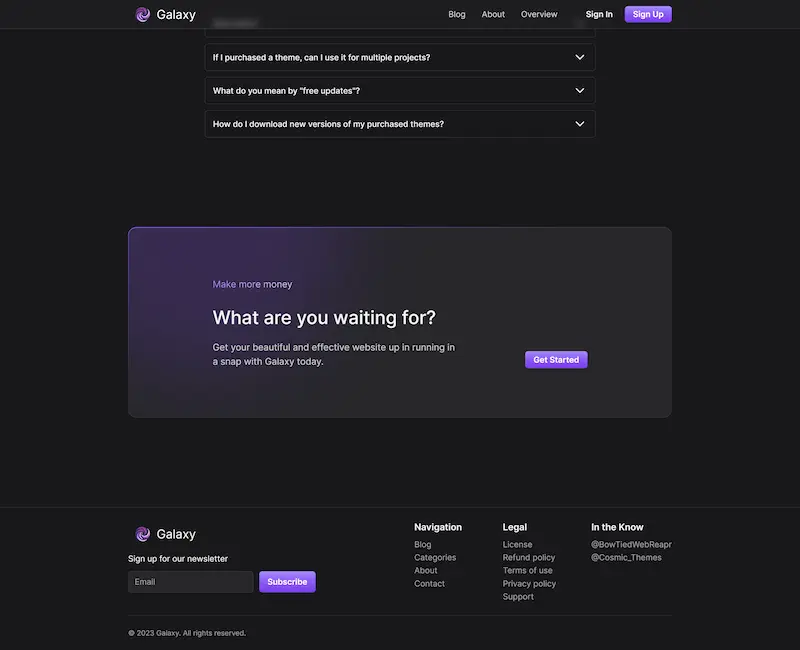 Galaxy
Blog
About
Overview
Sign In
Sign Up
If I purchased a theme, can I use it for multiple projects?
What do you mean by "free updates"?
How do I download new versions of my purchased themes?
Make more money
What are you waiting for?
Get your beautiful and effective website up in running in
a snap with Galaxy today.
Get Started
Galaxy
Sign up for our newsletter
Email
Subscribe
Navigation
Blog
Categories
About
Contact
Legal
License
Refund policy
Terms of use
Privacy policy
Support
In the Know
@BowTiedWebReapr
@Cosmic_Themes
© 2023 Galaxy. All rights reserved.